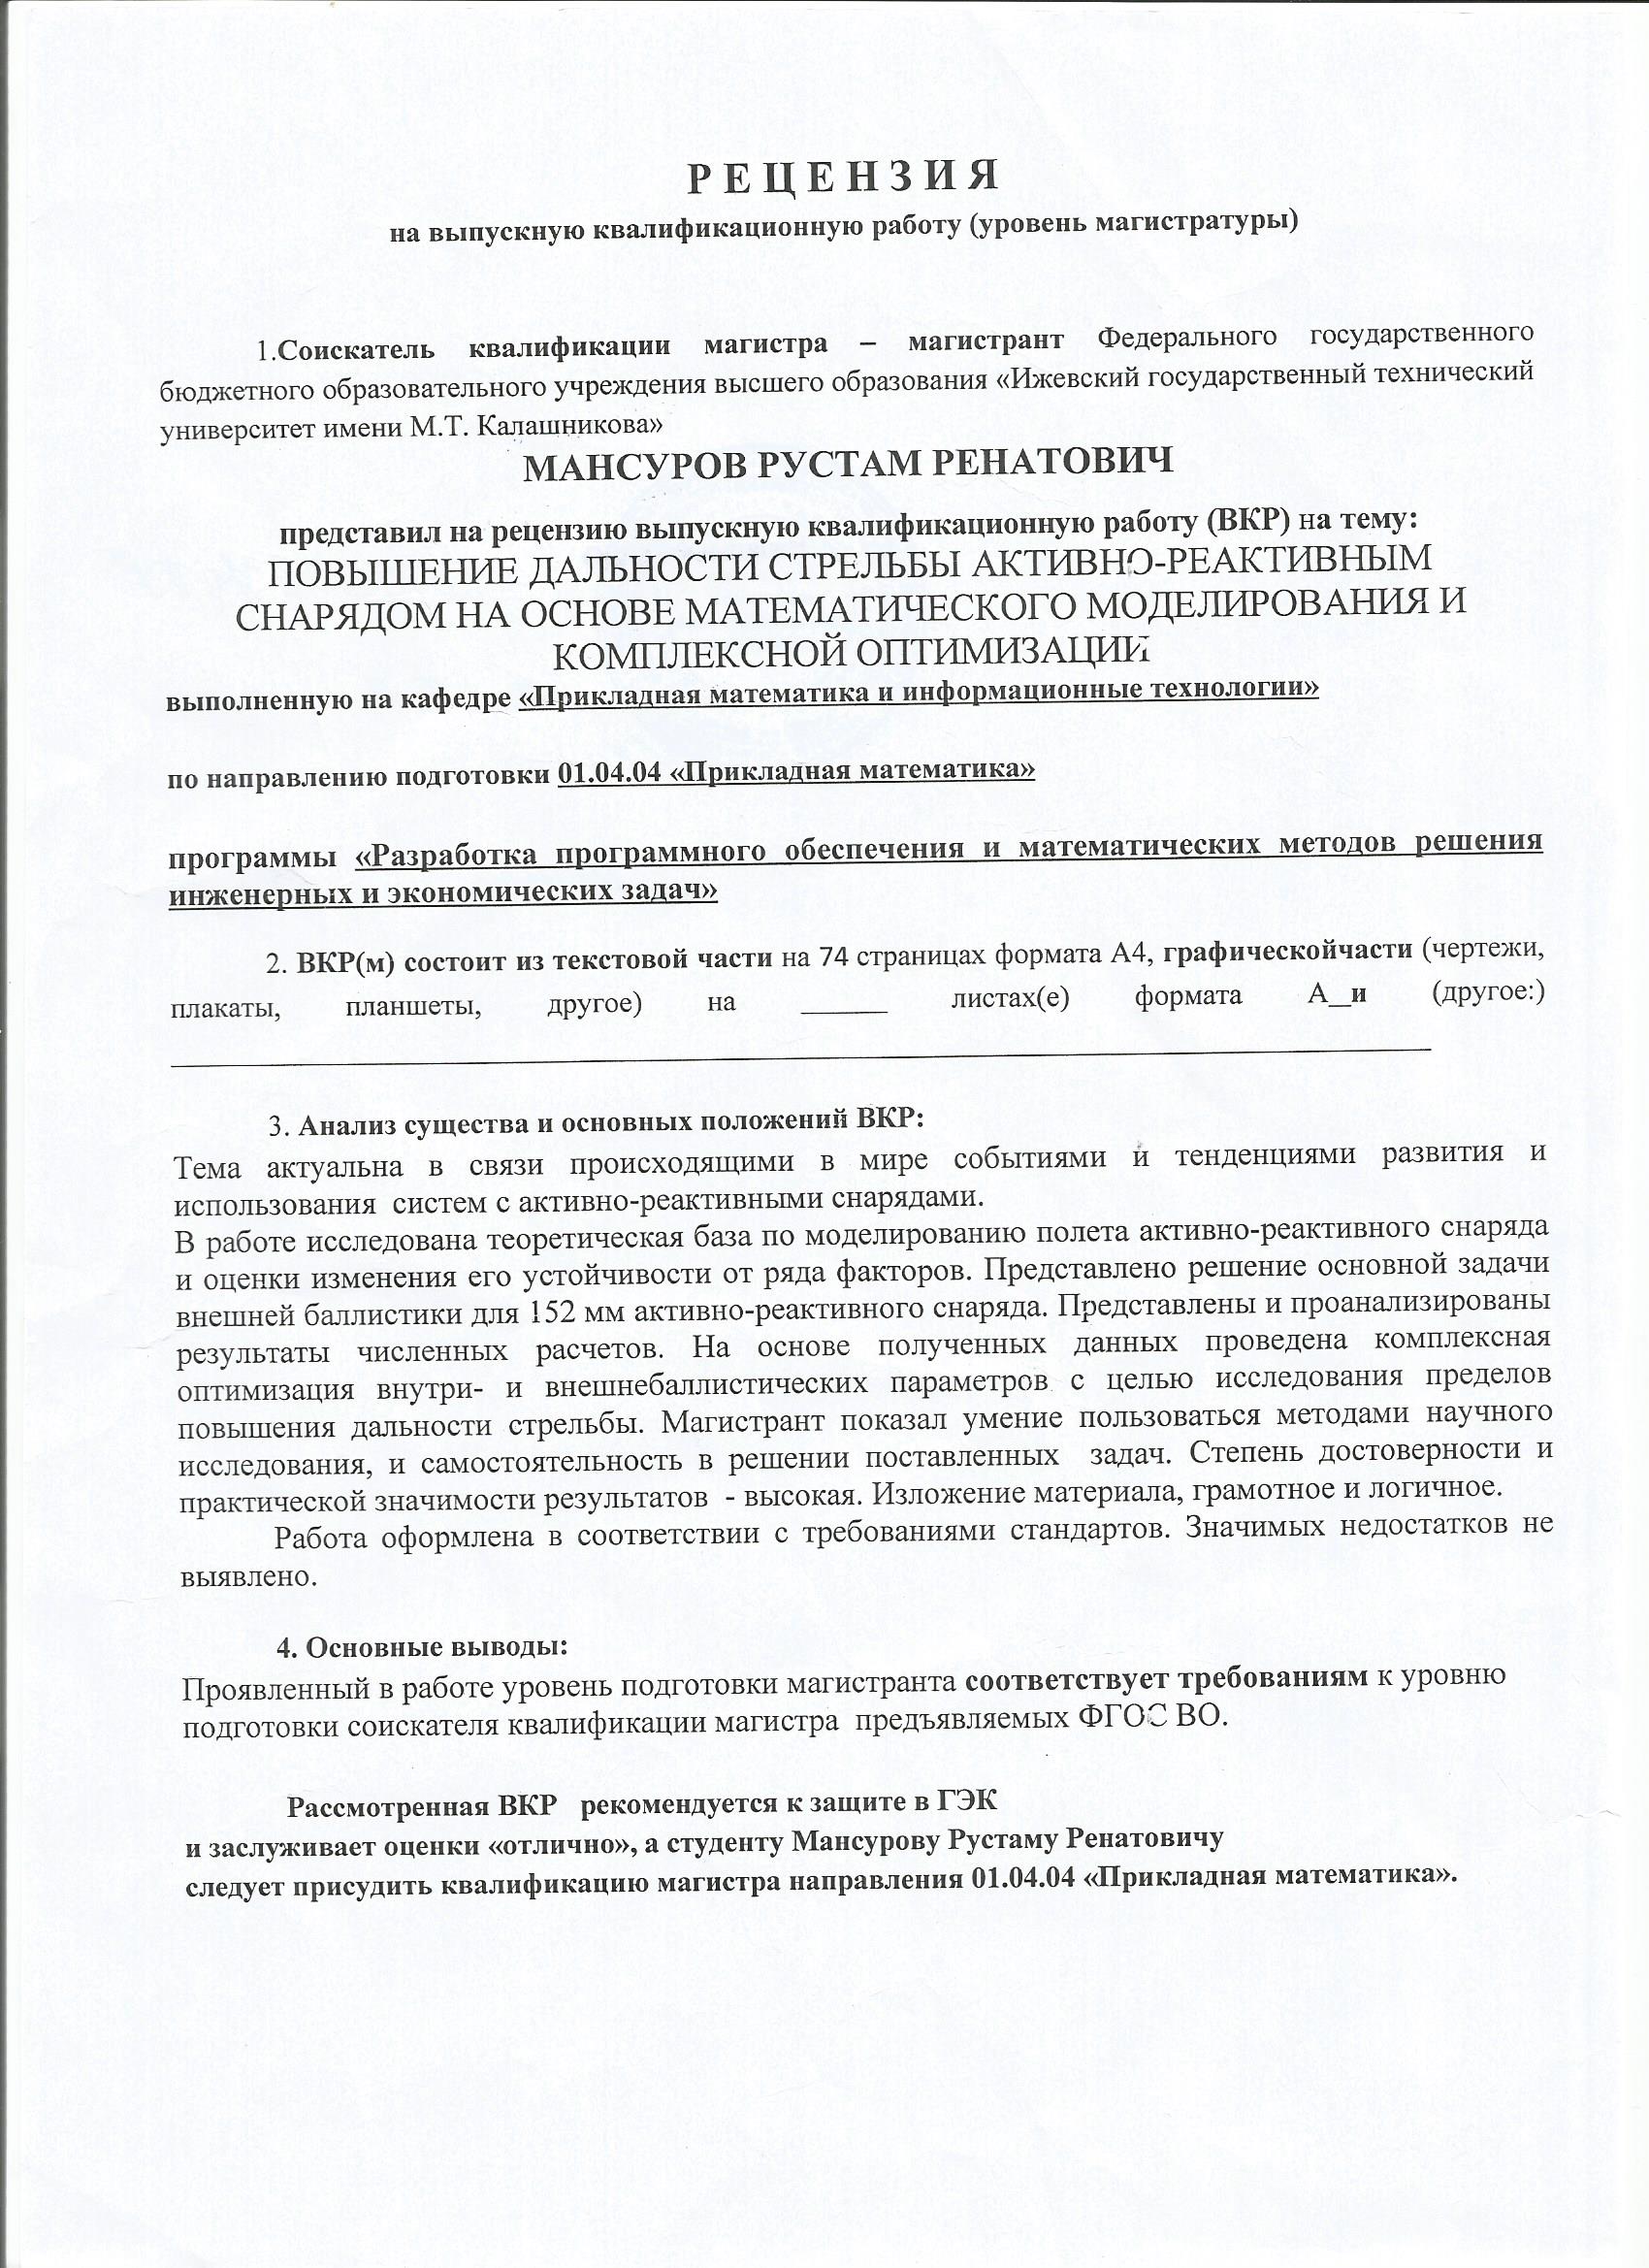 Р Е Ц Е Н З И Я
на выпускную квалификационную работу (уровень магистратуры)
1.Соискатель квалификации магистра – магистрант Федерального государственного
бюджетного образовательного учреждения высшего образования «Ижевский государственный технический
университет имени М.Т. Калашникова»
МАНСУРОВ РУСТАМ РЕНАТОВИЧ
представил на рецензию выпускную квалификационную работу (ВКР) на тему:
ПОВЫШЕНИЕ ДАЛЬНОСТИ СТРЕЛЬБЫ АКТИВНО-РЕАКТИВНЫМ
СНАРЯДОМ НА ОСНОВЕ МАТЕМАТИЧЕСКОГО МОДЕЛИРОВАНИЯ И
КОМПЛЕКСНОЙ ОПТИМИЗАЦИИ
выполненную на кафедре «Прикладная математика и информационные технологии»
по направлению подготовки 01.04.04 «Прикладная математика»
программы «Разработка программного обеспечения и математических методов решения
инженерных и экономических задач»
2. ВКР(м) состоит из текстовой части на 74 страницах формата А4, графическойчасти (чертежи,
плакаты, планшеты, другое) на ______ листах(е) формата А__и (другое:)
3. Анализ существа и основных положений ВКР:
Тема актуальна в связи происходящими в мире событиями и тенденциями развития и
использования систем с активно-реактивными снарядами.
В работе исследована теоретическая база по моделированию полета активно-реактивного снаряда
и оценки изменения его устойчивости от ряда факторов. Представлено решение основной задачи
внешней баллистики для 152 мм активно-реактивного снаряда. Представлены и проанализированы
результаты численных расчетов. На основе полученных данных проведена комплексная
оптимизация внутри- и внешнебаллистических параметров с целью исследования пределов
повышения дальности стрельбы. Магистрант показал умение пользоваться методами научного
исследования, и самостоятельность в решении поставленных задач. Степень достоверности и
практической значимости результатов - высокая. Изложение материала, грамотное и логичное.
Работа оформлена в соответствии с требованиями стандартов. Значимых недостатков не
выявлено.
4. Основные выводы:
Проявленный в работе уровень подготовки магистранта соответствует требованиям к уровню
подготовки соискателя квалификации магистра предъявляемых ФГОС ВО.
Рассмотренная ВКР рекомендуется к защите в ГЭК
и заслуживает оценки «отлично», а студенту Мансурову Рустаму Ренатовичу
следует присудить квалификацию магистра направления 01.04.04 «Прикладная математика».